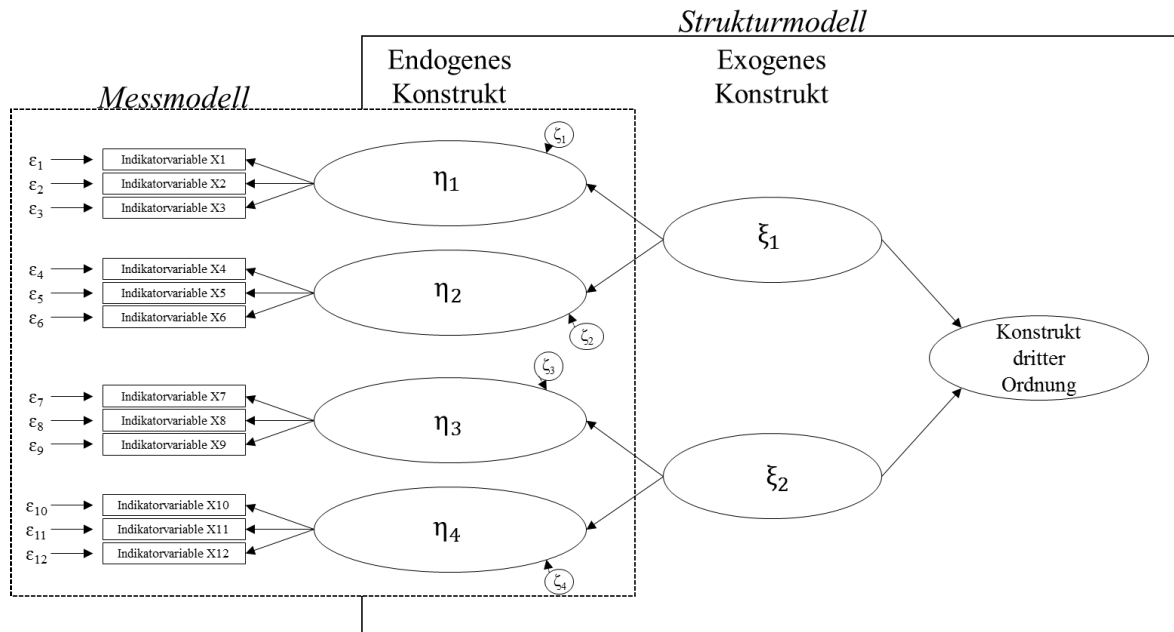 Strukturmodell
Endogenes
Konstrukt
Exogenes
Konstrukt
Messmodell
ζ1
ε1 Indikatorvariable X1
ε2 Indikatorvariable X2
ε3 Indikatorvariable X3
η1
ξ1
ε4 Indikatorvariable X4
ε5 Indikatorvariable X5
ε6 Indikatorvariable X6
η2
ζ2
Konstrukt
dritter
Ordnung
ζ3
ε7 Indikatorvariable X7
ε8 Indikatorvariable X8
ε9 Indikatorvariable X9
η3
ξ2
ε10 Indikatorvariable X10
ε11 Indikatorvariable X11
ε12 Indikatorvariable X12
η4
ζ4